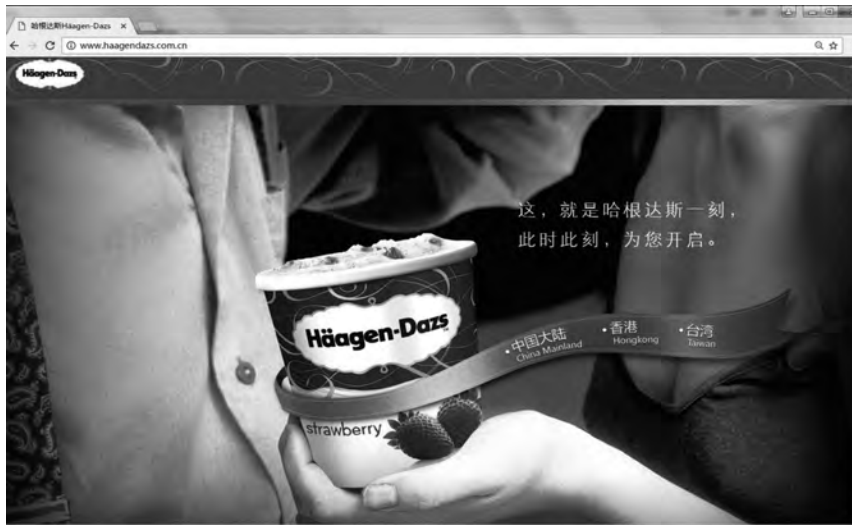 哈根达斯Häagen-Dazs
www.haagendazs.com.cn
Häagen-Dazs
这，就是哈根达斯一刻，
此时此刻，为您开启。
Häagen-Dazs
strawberry
·中国大陆
China Mainland
·香港
Hongkong
·台湾
Taiwan